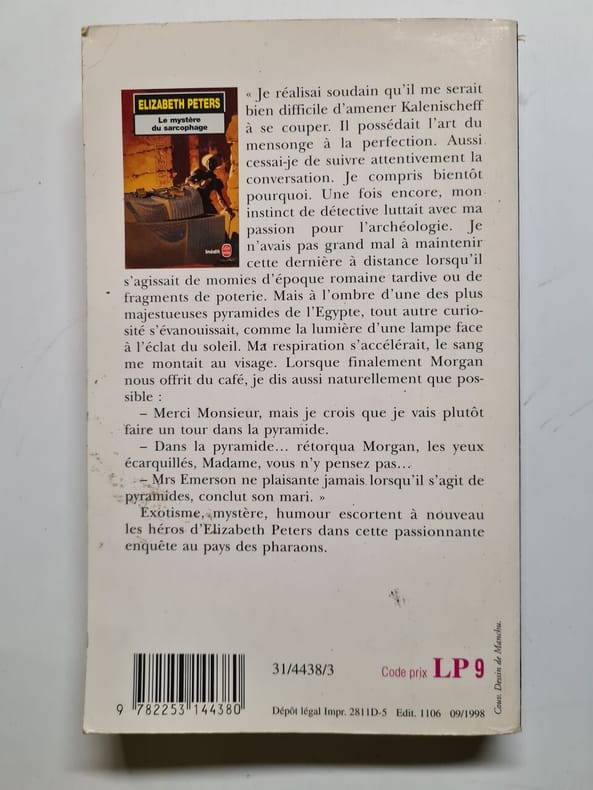 ELIZABETH PETERS
Le mystère
du sarcophage
Inédit
« Je réalisai soudain qu'il me serait
bien difficile d'amener Kalenischeff
à se couper. Il possédait l'art du
mensonge à la perfection. Aussi
cessai-je de suivre attentivement la
conversation. Je compris bientôt
pourquoi. Une fois encore, mon
instinct de détective luttait avec ma
passion pour l'archéologie. Je
n'avais pas grand mal à maintenir
cette dernière à distance lorsqu'il
s'agissait de momies d'époque romaine tardive ou de
fragments de poterie. Mais à l'ombre d'une des plus
majestueuses pyramides de l'Egypte, tout autre curio-
sité s'évanouissait, comme la lumière d'une lampe face
à l'éclat du soleil. Ma respiration s'accélérait, le sang
me montait au visage. Lorsque finalement Morgan
nous offrit du café, je dis aussi naturellement que pos-
sible :
– Merci Monsieur, mais je crois que je vais plutôt
faire un tour dans la pyramide.
– Dans la pyramide... rétorqua Morgan, les yeux
écarquillés, Madame, vous n'y pensez pas...
– Mrs Emerson ne plaisante jamais lorsqu'il s'agit de
pyramides, conclut son mari. »
Exotisme, mystère, humour escortent à nouveau
les héros d'Elizabeth Peters dans cette passionnante
enquête au pays des pharaons.
31/4438/3
Code prix LP 9
9 782253 144380
Dépôt légal Impr. 2811D-5 Edit. 1106 09/1998
Couv. Dessin de Manchu.